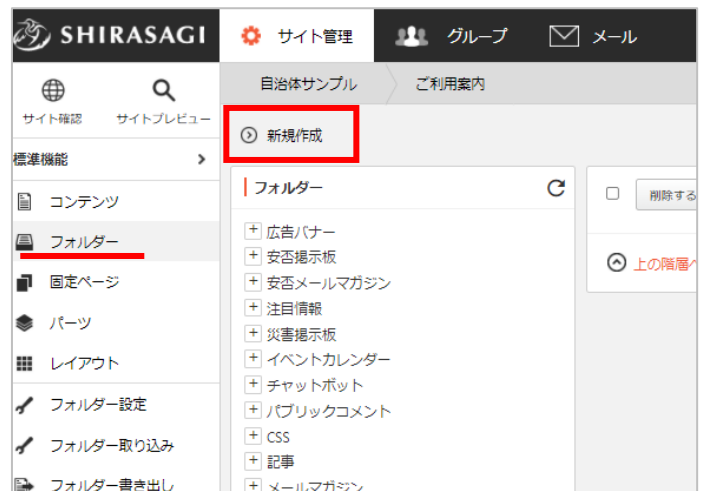 SHIRASAGI
サイト管理
グループ
メール
サイト確認
サイトプレビュー
自治体サンプル
ご利用案内
新規作成
標準機能
コンテンツ
フォルダー
固定ページ
パーツ
レイアウト
フォルダー設定
フォルダー取り込み
フォルダー書き出し
フォルダー
広告バナー
安否掲示板
安否メールマガジン
注目情報
災害掲示板
イベントカレンダー
チャットボット
パブリックコメント
CSS
記事
メールマガジン
削除する
上の階層へ